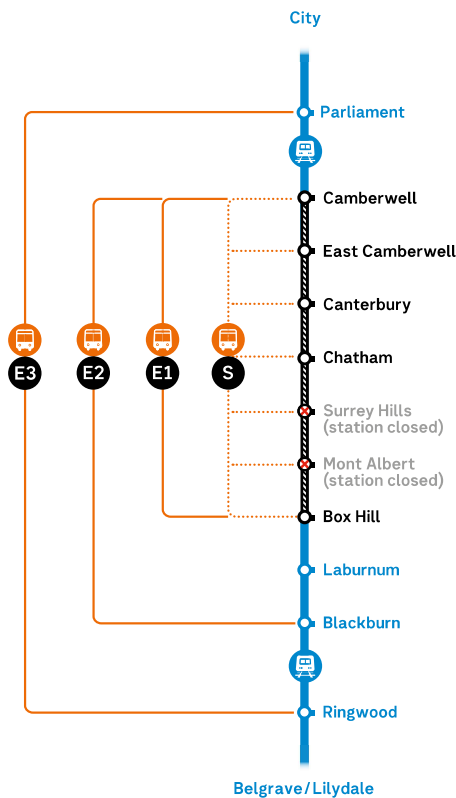 City
Parliament
Camberwell
East Camberwell
Canterbury
Chatham
E3
E2
E1
S
Surrey Hills
(station closed)
Mont Albert
(station closed)
Box Hill
Laburnum
Blackburn
Ringwood
Belgrave/Lilydale